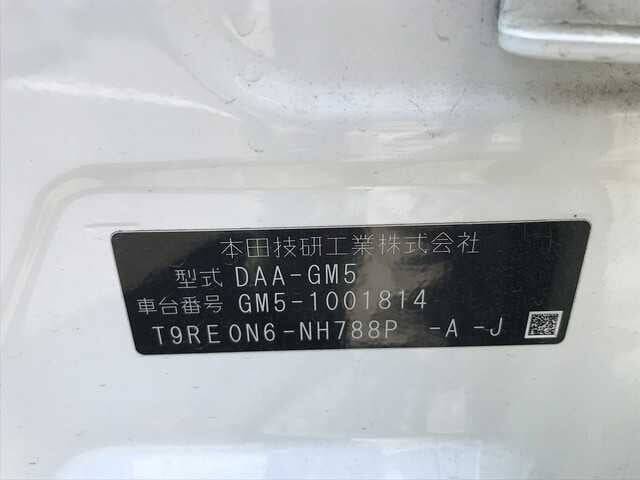 本田技研工業株式会社
型式 DAA-GM5
車台番号 GM5-1001814
T9RE0N6-NH788P -A -J